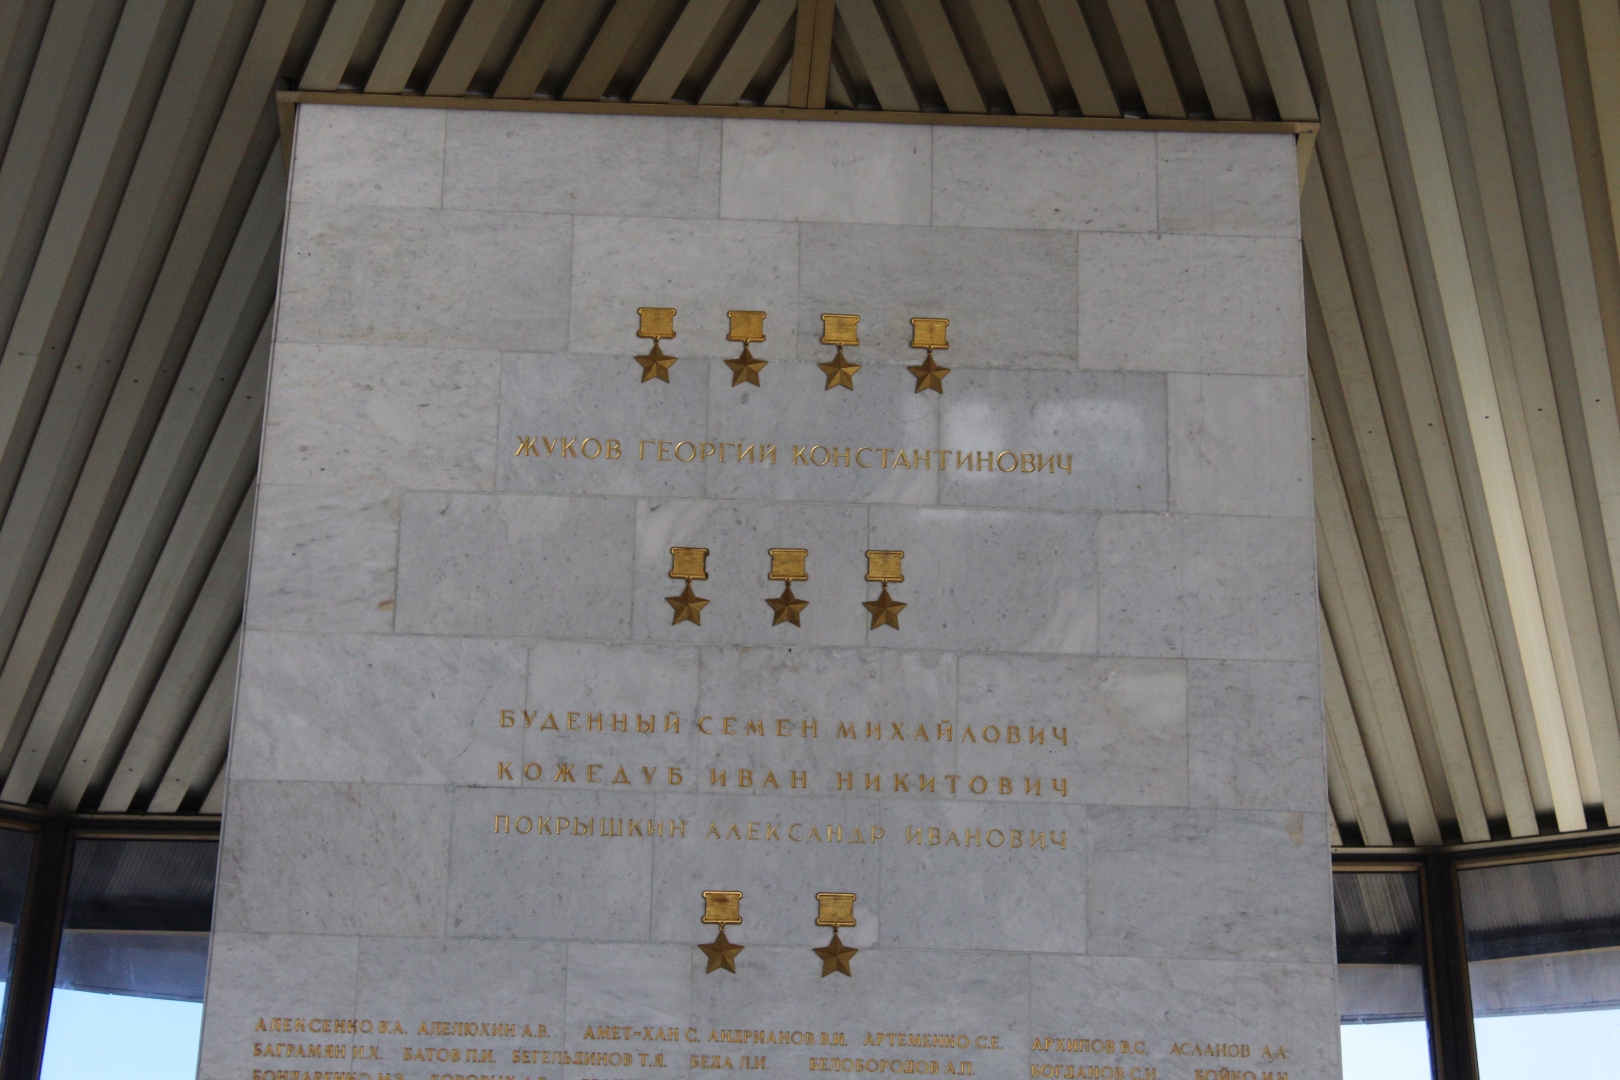 ЖУКОВ ГЕОРГИЙ КОНСТАНТИНОВИЧ
БУДЕННЫЙ СЕМЕН МИХАЙЛОВИЧ
КОЖЕДУБ ИВАН НИКИТОВИЧ
ПОКРЫШКИН АЛЕКСАНДР ИВАНОВИЧ
АЛЕКСЕНКО В.А. АЛЕЛЮХИН А.В. АМЕТ-ХАН С. АНДРИАНОВ В.И. АРТЕМЕНКО С.Е. АРХИПОВ В.С. АСЛАНОВ А.А.
БАГРАМЯН И.Х. БАТОВ П.И. БЕГЕЛЬДИНОВ Т.Я. БЕДА Л.И. БЕЛОБОРОДОВ А.П. БОГДАНОВ С.И. БОЙКО И.Н.